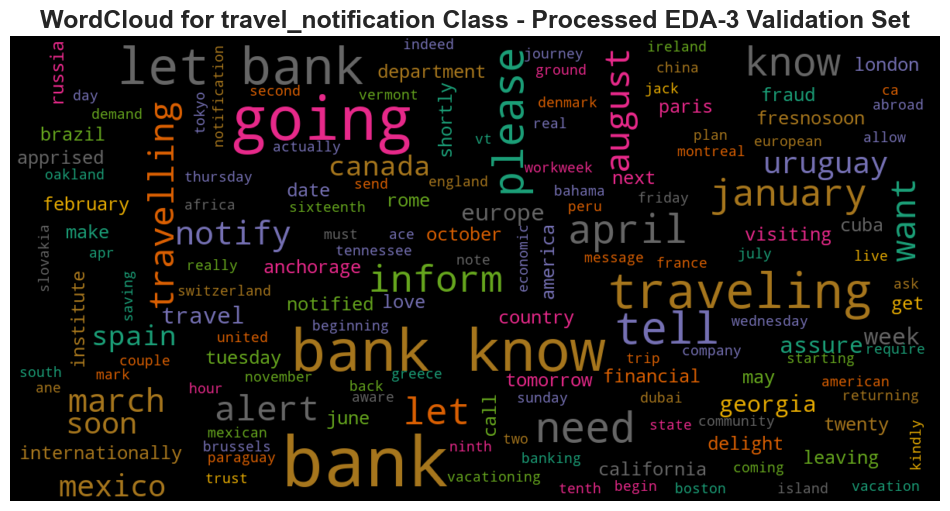 WordCloud for travel_notification Class - Processed EDA-3 Validation Set
russia
day
demand
brazil
apprised
oakland
let bank
notification
tokyo
second
vermont
indeed
department
going
actually
shortly
vt
please
journey
ground
denmark
real
workweek
august
ireland
china
jack
paris
know
london
fraud
ca
abroad
fresnosoon
plan
european
allow
montreal
uruguay
next
travelling
thursday
africa
canada
date
send
england
rome
sixteenth
europe
bahama
peru
friday
january
want
february
make
slovakia
apr
notify
must
ace
tennessee
october
note
economic
america
april
message
france
visiting
cuba
july
live
really
anchorage
inform
switzerland
notified
love
traveling
ask
get
institute
saving
travel
beginning
country
tell
wednesday
company
assure
week
require
spain
united
tuesday
bank know
trip
starting
south
couple
mark
ane
november
back
greece
aware
tomorrow
financial
dubai
may
american
returning
march
soon
hour
alert
june
let
call
sunday
need
state
community
georgia
twenty
kindly
internationally
mexican
brussels
paraguay
trust
bank
ninth
two
banking
delight
leaving
coming
california
mexico
vacationing
tenth
begin
boston
island
vacation